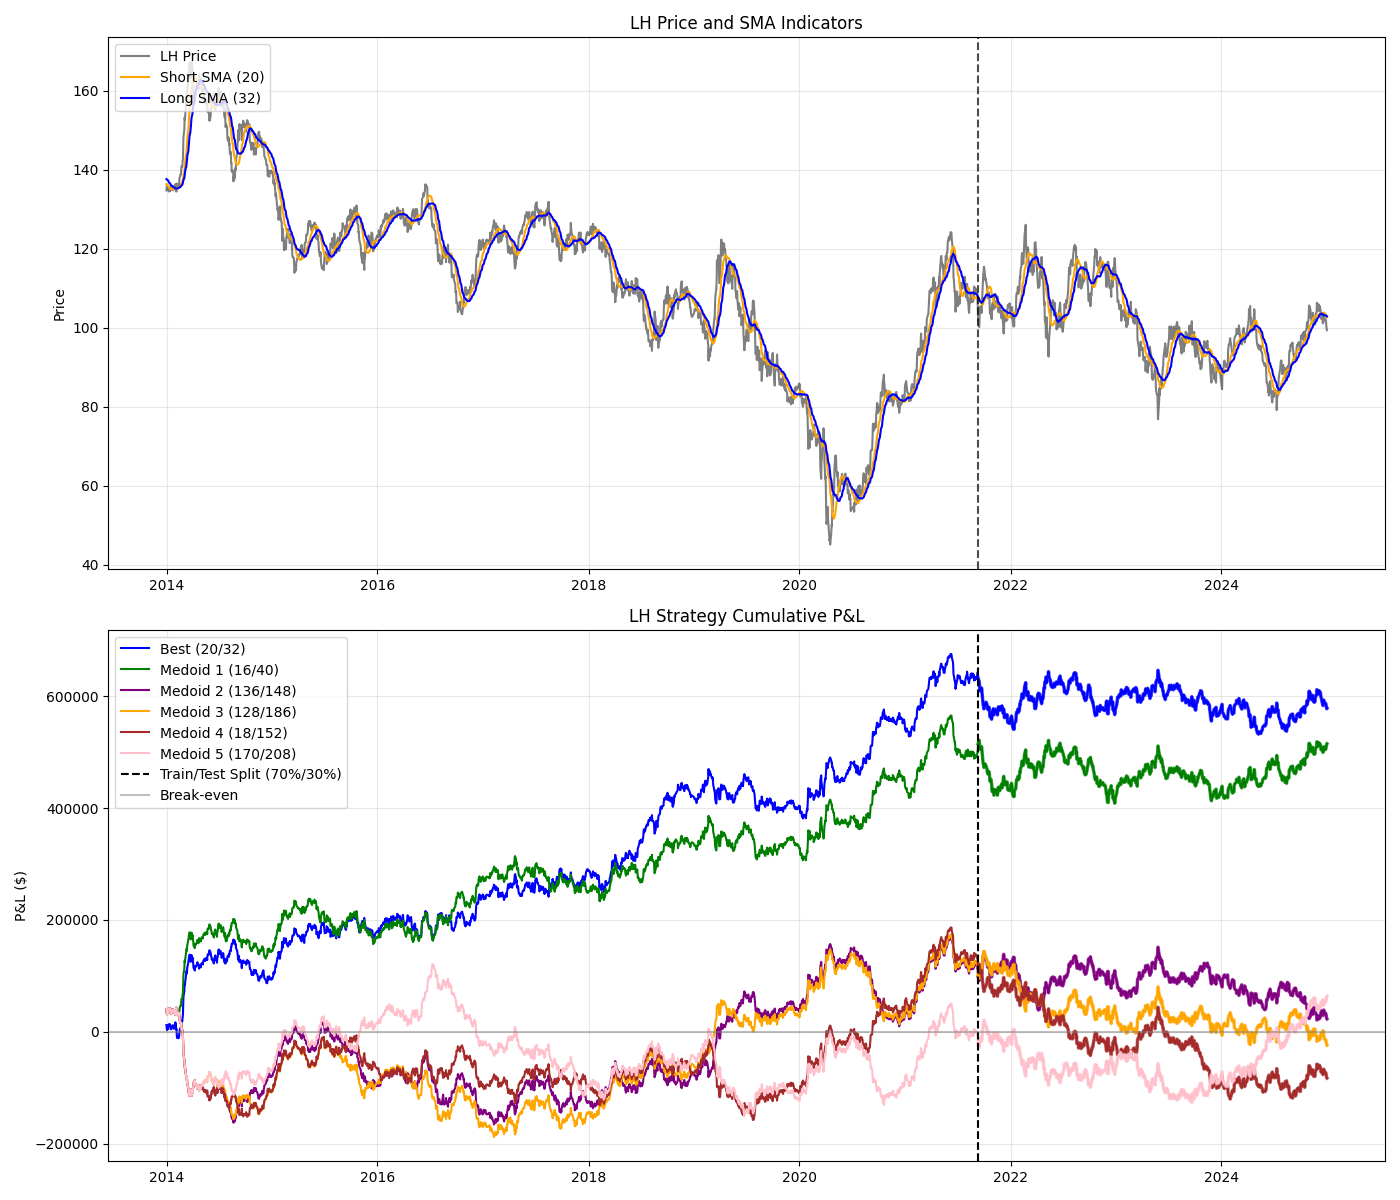 LH Price and SMA Indicators
LH Price
Short SMA (20)
Long SMA (32)
Price
160
140
120
100
80
60
40
2014
2016
2018
2020
2022
2024
LH Strategy Cumulative P&L
Best (20/32)
Medoid 1 (16/40)
Medoid 2 (136/148)
Medoid 3 (128/186)
Medoid 4 (18/152)
Medoid 5 (170/208)
Train/Test Split (70%/30%)
Break-even
P&L ($)
600000
400000
200000
0
−200000
2014
2016
2018
2020
2022
2024